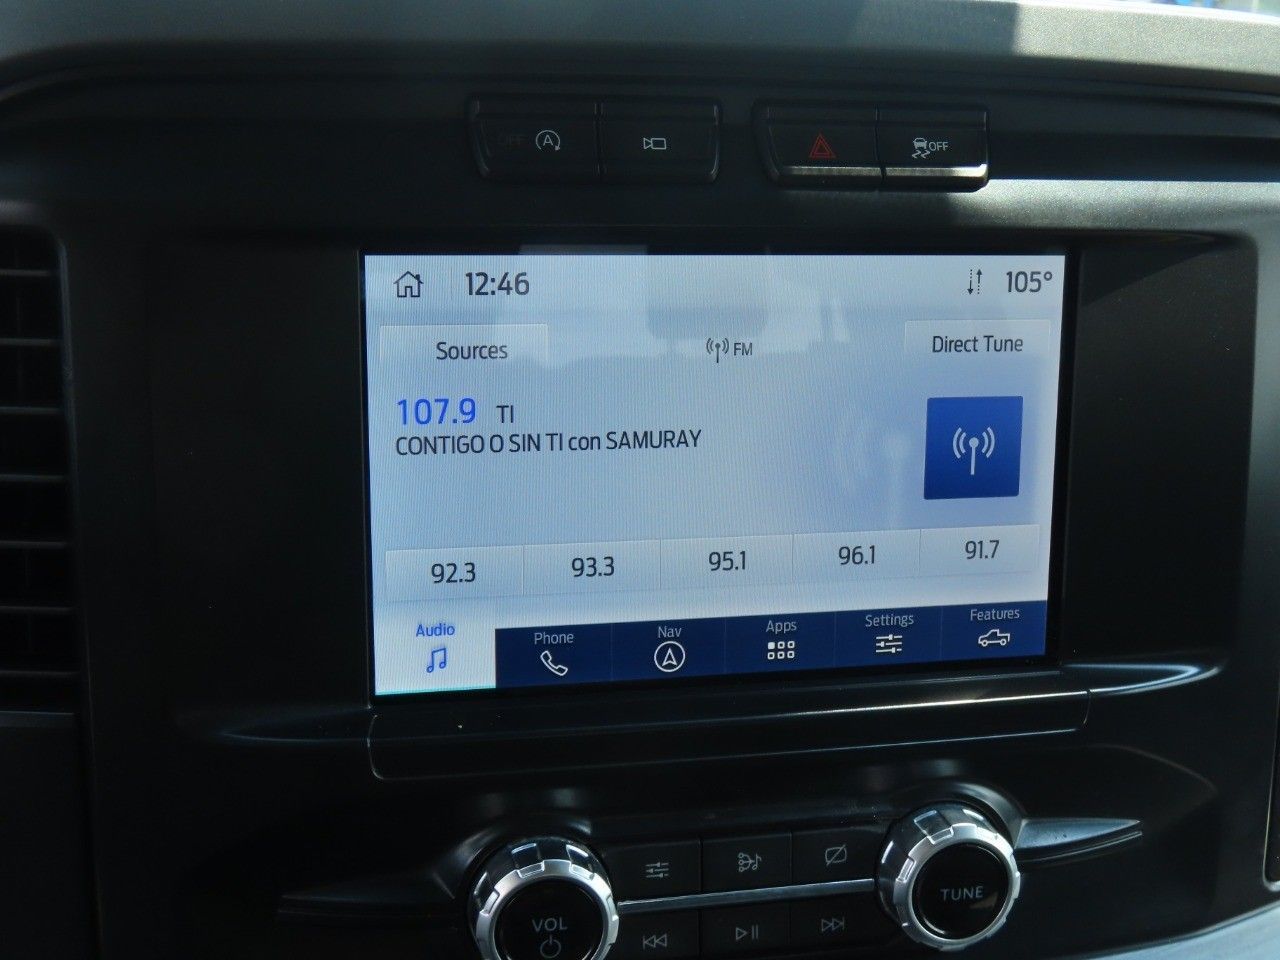 OFF
OFF
12:46 105°
Sources FM Direct Tune
107.9 TI
CONTIGO O SIN TI con SAMURAY
92.3 93.3 95.1 96.1 91.7
Audio Phone Nav Apps Settings Features
VOL
TUNE